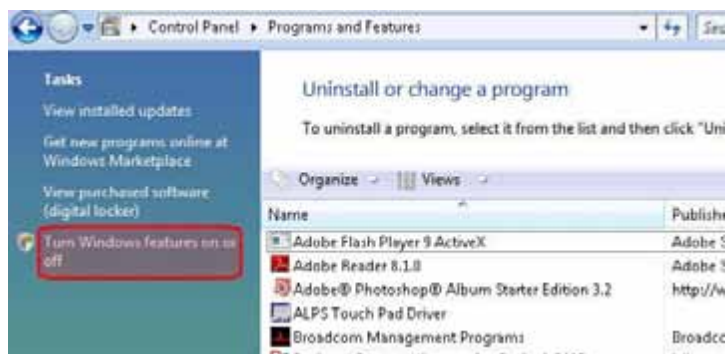 Control Panel ▸ Programs and Features
Tasks
View installed updates
Get new programs online at
Windows Marketplace
View purchased software
(digital locker)
Turn Windows features on or
off
Uninstall or change a program
To uninstall a program, select it from the list and then click "Uni
Organize Views
Name Publishe
Adobe Flash Player 9 ActiveX Adobe S
Adobe Reader 8.1.0 Adobe S
Adobe® Photoshop® Album Starter Edition 3.2 http://w
ALPS Touch Pad Driver
Broadcom Management Programs Broadco